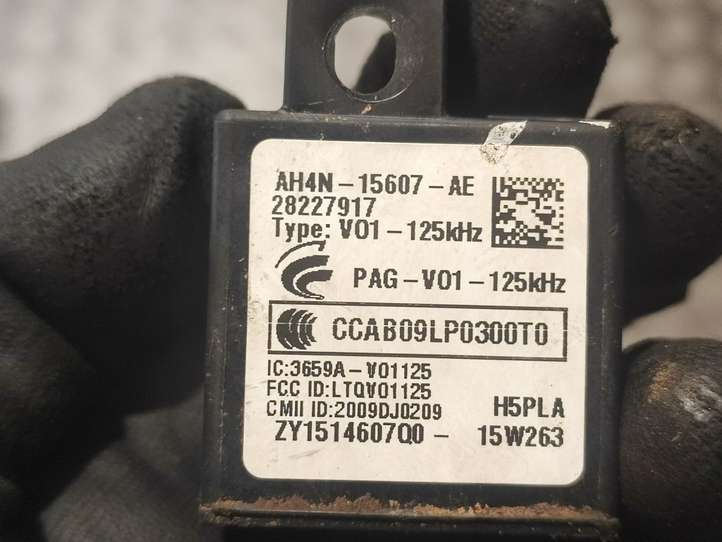 AH4N-15607-AE
28227917
Type: V01-125kHz
PAG-V01-125kHz
CCAB09LP0300T0
IC:3659A-V01125
FCC ID:LTQV01125
CMII ID:2009DJ0209 H5PLA
ZY1514607Q0- 15W263